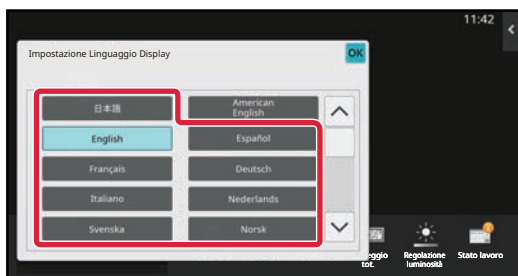 11:42
Impostazione Linguaggio Display
OK
日本語
American
English
English
Español
Français
Deutsch
Italiano
Nederlands
Svenska
Norsk
tot.
Regolazione
luminosità
Stato lavoro